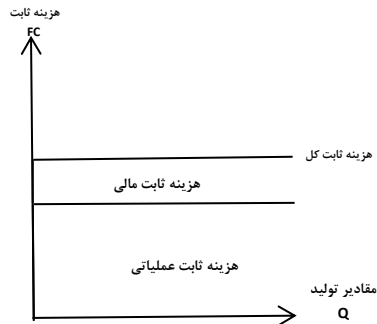 هزینه ثابت
FC
هزینه ثابت کل
هزینه ثابت مالی
هزینه ثابت عملیاتی
مقادیر تولید
Q